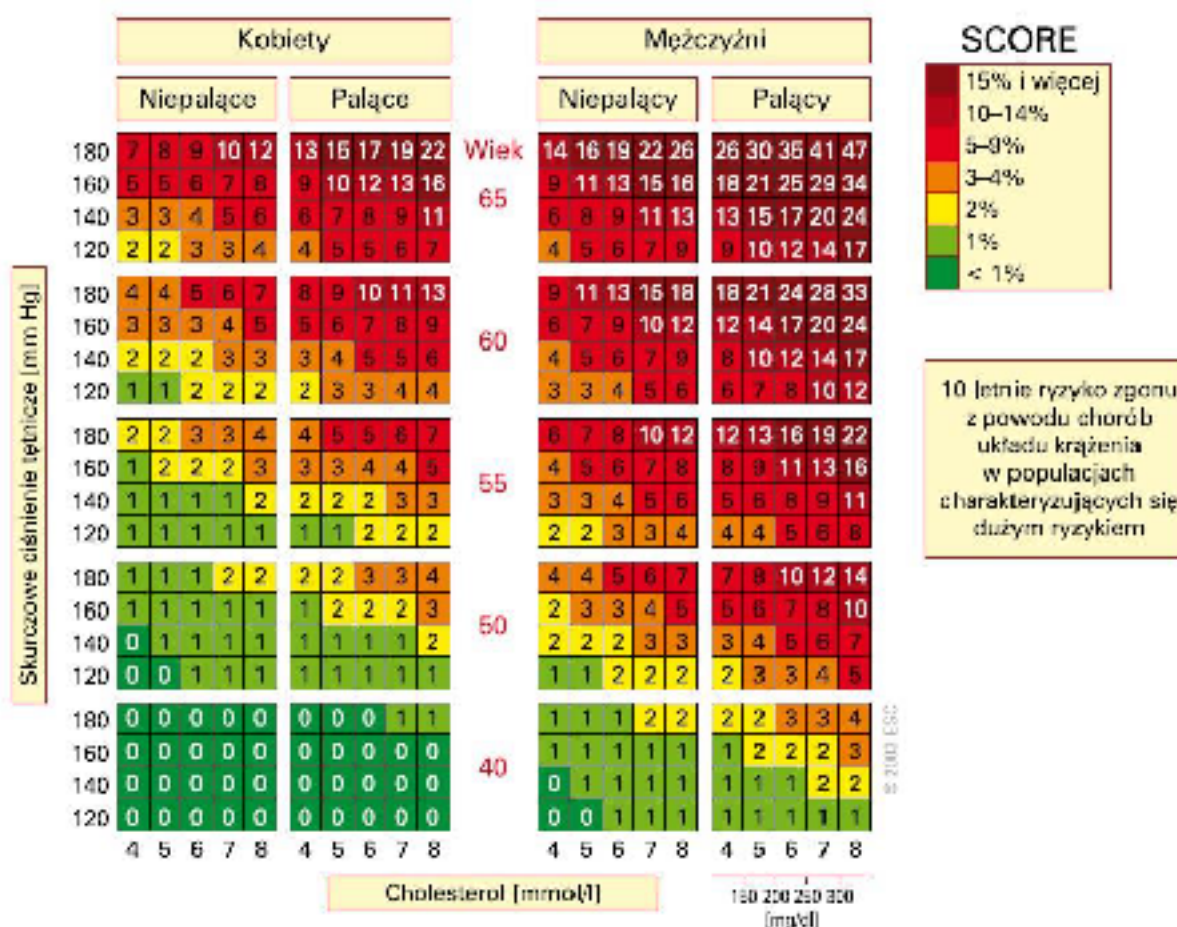 Kobiety Mężczyźni SCORE
Niepalące Palące Niepalący Palący
15% i więcej
10–14%
5–9%
3–4%
2%
1%
< 1%
Skurczowe ciśnienie tętnicze [mm Hg]
Wiek
65
180 7 8 9 10 12 13 15 17 19 22 14 16 19 22 26 26 30 35 41 47
160 5 5 6 7 8 9 10 12 13 16 9 11 13 15 16 18 21 25 29 34
140 3 3 4 5 6 6 7 8 9 11 6 8 9 11 13 13 15 17 20 24
120 2 2 3 3 4 4 5 5 6 7 4 5 6 7 9 9 10 12 14 17
60
180 4 4 5 6 7 8 9 10 11 13 9 11 13 15 18 18 21 24 28 33
160 3 3 3 4 5 5 6 7 8 9 6 7 9 10 12 12 14 17 20 24
140 2 2 2 3 3 3 4 5 5 6 4 5 6 7 9 8 10 12 14 17
120 1 1 2 2 2 2 3 3 4 4 3 3 4 5 6 6 7 8 10 12
55
180 2 2 3 3 4 4 5 5 6 7 6 7 8 10 12 12 13 16 19 22
160 1 2 2 2 3 3 3 4 4 5 4 5 6 7 8 8 9 11 13 16
140 1 1 1 1 2 2 2 2 3 3 3 3 4 5 6 5 6 8 9 11
120 1 1 1 1 1 1 1 2 2 2 2 2 3 3 4 4 4 5 6 8
50
180 1 1 1 2 2 2 2 3 3 4 4 4 5 6 7 7 8 10 12 14
160 1 1 1 1 1 1 2 2 2 3 2 3 3 4 5 5 6 7 8 10
140 0 1 1 1 1 1 1 1 1 2 2 2 2 3 3 3 4 5 6 7
120 0 0 1 1 1 1 1 1 1 1 1 1 2 2 2 2 3 3 4 5
40
180 0 0 0 0 0 0 0 0 1 1 1 1 1 2 2 2 2 3 3 4
160 0 0 0 0 0 0 0 0 0 0 1 1 1 1 1 1 2 2 2 3
140 0 0 0 0 0 0 0 0 0 0 0 1 1 1 1 1 1 1 2 2
120 0 0 0 0 0 0 0 0 0 0 0 0 1 1 1 1 1 1 1 1
4 5 6 7 8 4 5 6 7 8 4 5 6 7 8 4 5 6 7 8
Cholesterol [mmol/l]
150 200 250 300
[mg/dl]
10 letnie ryzyko zgonu
z powodu chorób
układu krążenia
w populacjach
charakteryzujących się
dużym ryzykiem
© 2003 ESC